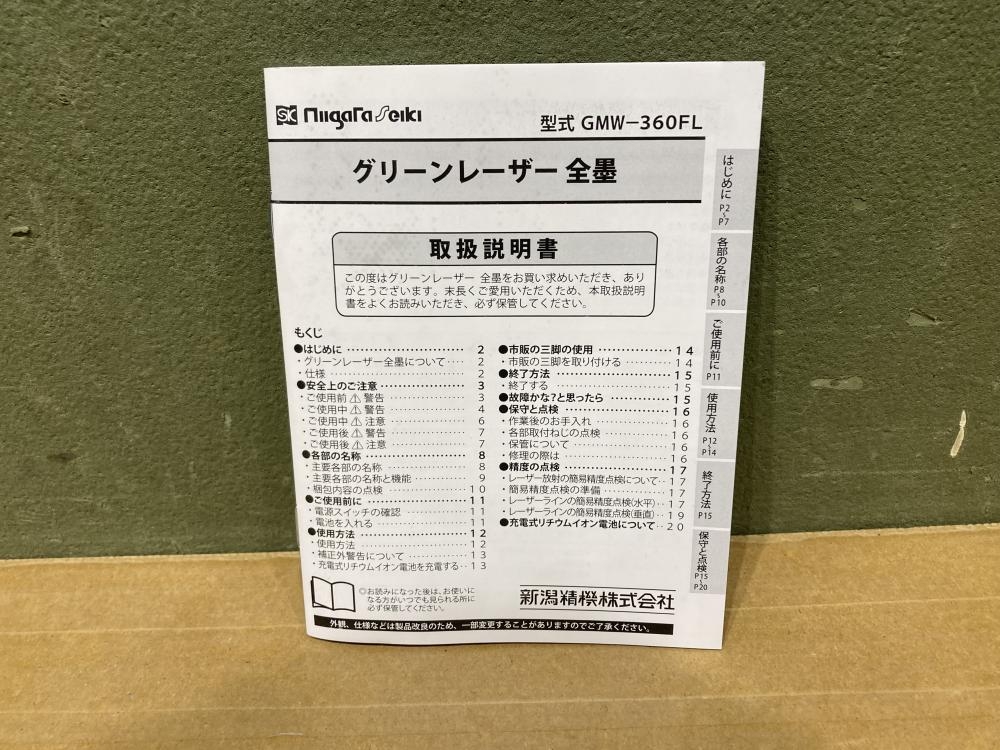 SK Niigata Seiki
型式 GMW-360FL
グリーンレーザー 全墨
取扱説明書
この度はグリーンレーザー 全墨をお買い求めいただき、あり
がとうございます。末長くご愛用いただくため、本取扱説明
書をよくお読みいただき、必ず保管してください。
もくじ
●はじめに ………… 2
・グリーンレーザー全墨について …… 2
・仕様 ………… 2
●安全上のご注意 ………… 3
・ご使用前 ⚠ 警告 ………… 3
・ご使用中 ⚠ 警告 ………… 4
・ご使用中 ⚠ 注意 ………… 6
・ご使用後 ⚠ 警告 ………… 7
・ご使用後 ⚠ 注意 ………… 7
●各部の名称 ………… 8
・主要各部の名称 ………… 8
・主要各部の名称と機能 ………… 9
・梱包内容の点検 ………… 10
●ご使用前に ………… 11
・電源スイッチの確認 ………… 11
・電池を入れる ………… 11
●使用方法 ………… 12
・使用方法 ………… 12
・補正外警告について ………… 13
・充電式リチウムイオン電池を充電する ‥ 13
●市販の三脚の使用 ………… 14
・市販の三脚を取り付ける ………… 14
●終了方法 ………… 15
・終了する ………… 15
●故障かな?と思ったら ………… 15
●保守と点検 ………… 16
・作業後のお手入れ ………… 16
・各部取付ねじの点検 ………… 16
・保管について ………… 16
・修理の際は ………… 16
●精度の点検 ………… 17
・レーザー放射の簡易精度点検について ‥ 17
・簡易精度点検の準備 ………… 17
・レーザーラインの簡易精度点検(水平) ‥ 17
・レーザーラインの簡易精度点検(垂直) ‥ 19
●充電式リチウムイオン電池について ‥ 20
◎お読みになった後は、お使いに
なる方がいつでも見られる所に
必ず保管してください。
新潟精機株式会社
外観、仕様などは製品改良のため、一部変更することがありますのでご了承ください。
はじめに
P2
~
P7
各部の名称
P8
~
P10
ご使用前に
P11
使用方法
P12
~
P14
終了方法
P15
保守と点検
P15
~
P20